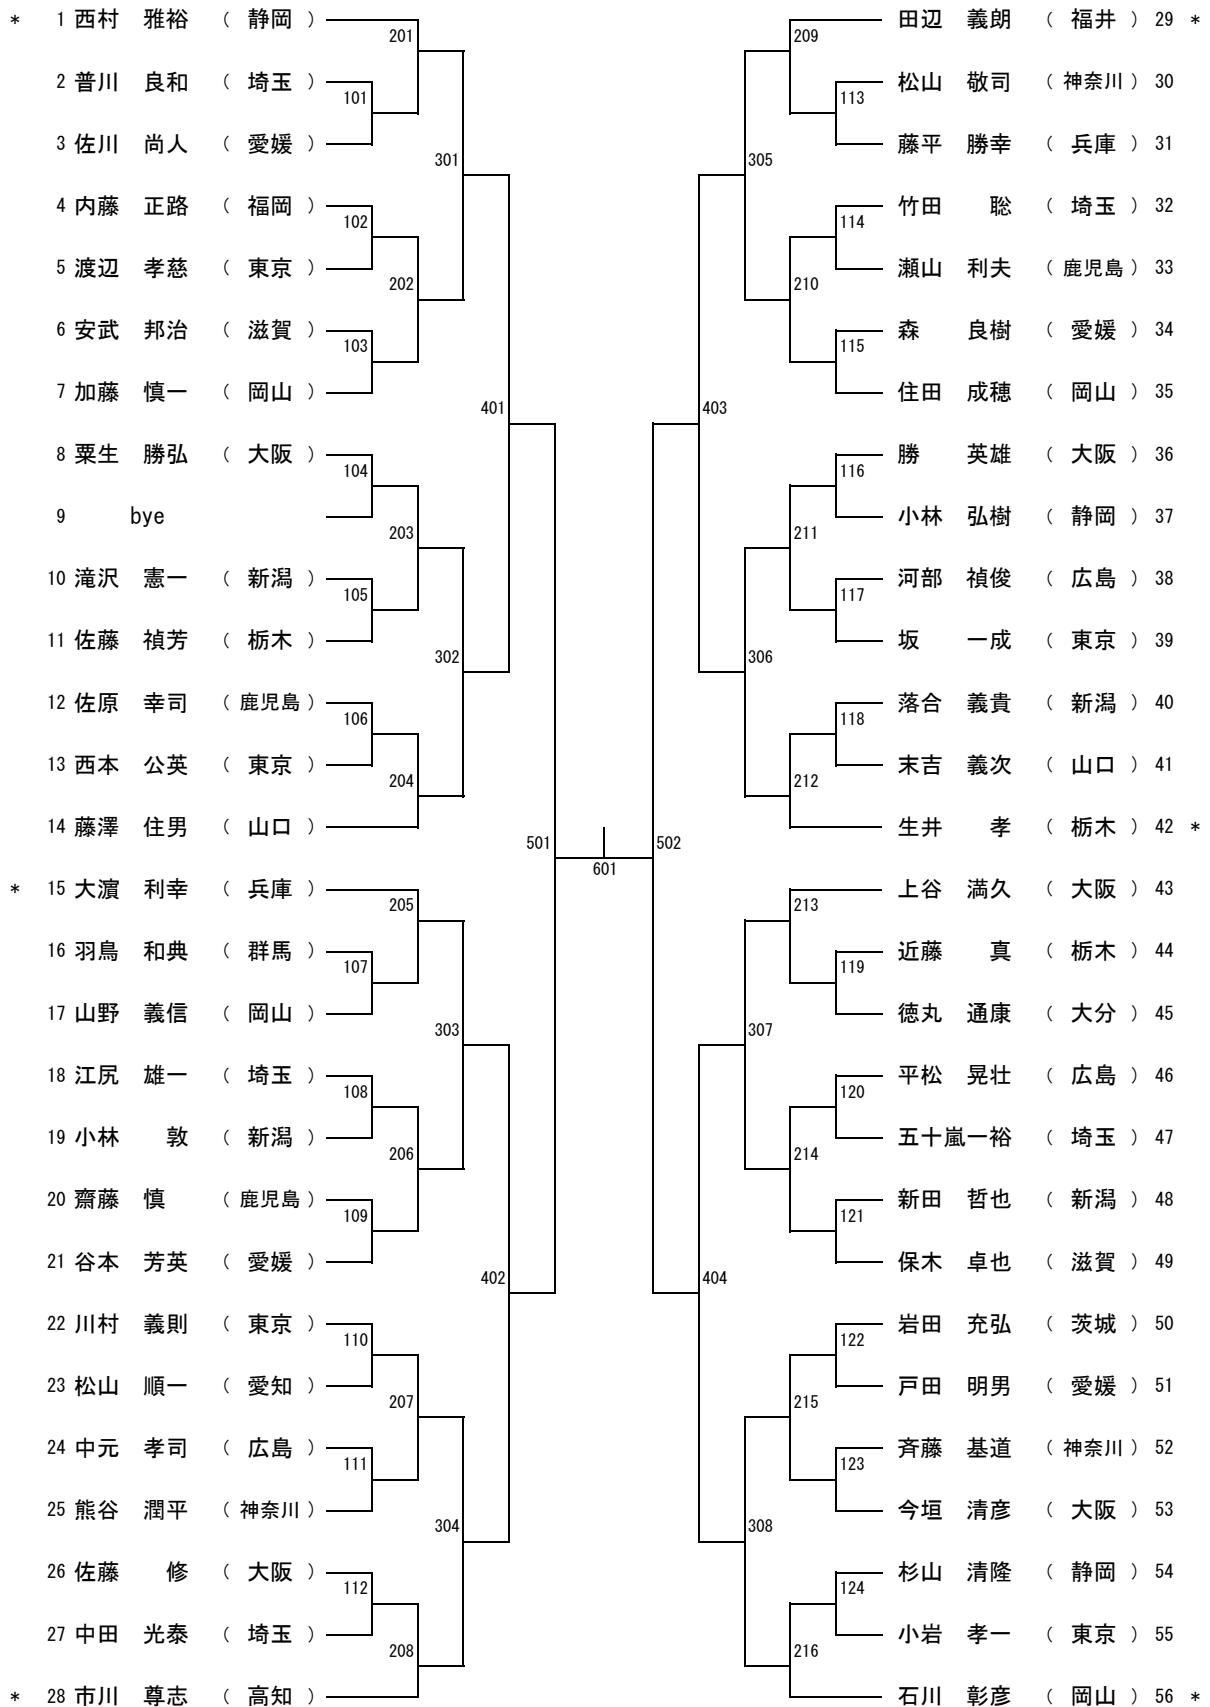 * 1 西村 雅裕 ( 静岡 )
201
2 普川 良和 ( 埼玉 )
101
3 佐川 尚人 ( 愛媛 )
301
4 内藤 正路 ( 福岡 )
102
5 渡辺 孝慈 ( 東京 )
202
6 安武 邦治 ( 滋賀 )
103
7 加藤 慎一 ( 岡山 )
401
8 粟生 勝弘 ( 大阪 )
104
9 bye
203
10 滝沢 憲一 ( 新潟 )
105
11 佐藤 禎芳 ( 栃木 )
302
12 佐原 幸司 ( 鹿児島 )
106
13 西本 公英 ( 東京 )
204
14 藤澤 住男 ( 山口 )
501
* 15 大濵 利幸 ( 兵庫 )
205
16 羽鳥 和典 ( 群馬 )
107
17 山野 義信 ( 岡山 )
303
18 江尻 雄一 ( 埼玉 )
108
19 小林 敦 ( 新潟 )
206
20 齋藤 慎 ( 鹿児島 )
109
21 谷本 芳英 ( 愛媛 )
402
22 川村 義則 ( 東京 )
110
23 松山 順一 ( 愛知 )
207
24 中元 孝司 ( 広島 )
111
25 熊谷 潤平 ( 神奈川 )
304
26 佐藤 修 ( 大阪 )
112
27 中田 光泰 ( 埼玉 )
208
* 28 市川 尊志 ( 高知 )
601
田辺 義朗 ( 福井 ) 29 *
209
松山 敬司 ( 神奈川 ) 30
113
藤平 勝幸 ( 兵庫 ) 31
305
竹田 聡 ( 埼玉 ) 32
114
瀬山 利夫 ( 鹿児島 ) 33
210
森 良樹 ( 愛媛 ) 34
115
住田 成穂 ( 岡山 ) 35
403
勝 英雄 ( 大阪 ) 36
116
小林 弘樹 ( 静岡 ) 37
211
河部 禎俊 ( 広島 ) 38
117
坂 一成 ( 東京 ) 39
306
落合 義貴 ( 新潟 ) 40
118
末吉 義次 ( 山口 ) 41
212
生井 孝 ( 栃木 ) 42 *
502
上谷 満久 ( 大阪 ) 43
213
近藤 真 ( 栃木 ) 44
119
徳丸 通康 ( 大分 ) 45
307
平松 晃壮 ( 広島 ) 46
120
五十嵐一裕 ( 埼玉 ) 47
214
新田 哲也 ( 新潟 ) 48
121
保木 卓也 ( 滋賀 ) 49
404
岩田 充弘 ( 茨城 ) 50
122
戸田 明男 ( 愛媛 ) 51
215
斉藤 基道 ( 神奈川 ) 52
123
今垣 清彦 ( 大阪 ) 53
308
杉山 清隆 ( 静岡 ) 54
124
小岩 孝一 ( 東京 ) 55
216
石川 彰彦 ( 岡山 ) 56 *